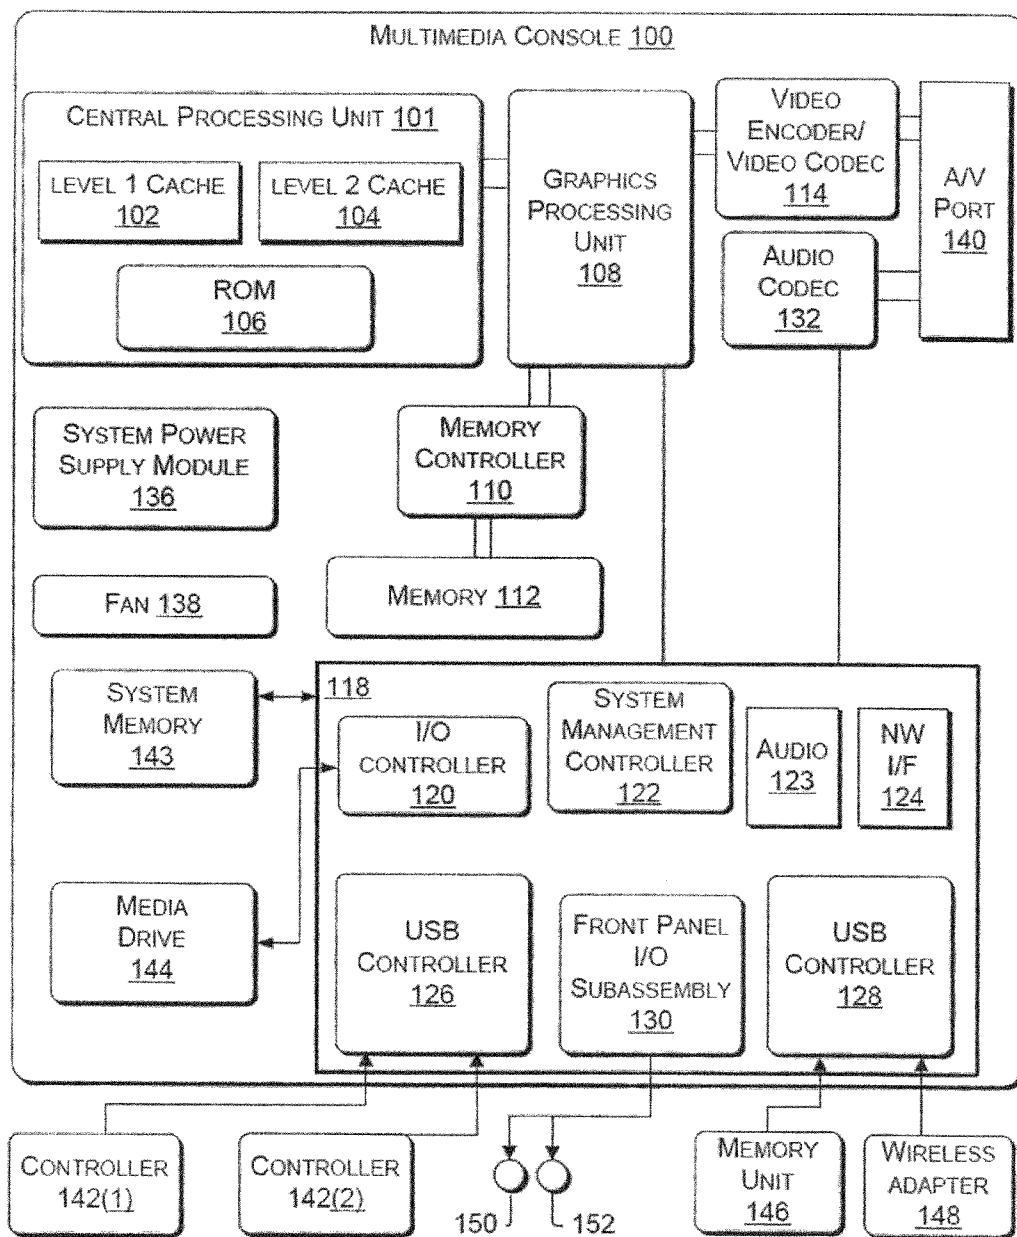 MULTIMEDIA CONSOLE 100
CENTRAL PROCESSING UNIT 101
LEVEL 1 CACHE
102
LEVEL 2 CACHE
104
ROM
106
GRAPHICS
PROCESSING
UNIT
108
VIDEO
ENCODER/
VIDEO CODEC
114
AUDIO
CODEC
132
A/V
PORT
140
SYSTEM POWER
SUPPLY MODULE
136
MEMORY
CONTROLLER
110
FAN 138
MEMORY 112
SYSTEM
MEMORY
143
118
I/O
CONTROLLER
120
SYSTEM
MANAGEMENT
CONTROLLER
122
AUDIO
123
NW
I/F
124
MEDIA
DRIVE
144
USB
CONTROLLER
126
FRONT PANEL
I/O
SUBASSEMBLY
130
USB
CONTROLLER
128
CONTROLLER
142(1)
CONTROLLER
142(2)
150
152
MEMORY
UNIT
146
WIRELESS
ADAPTER
148